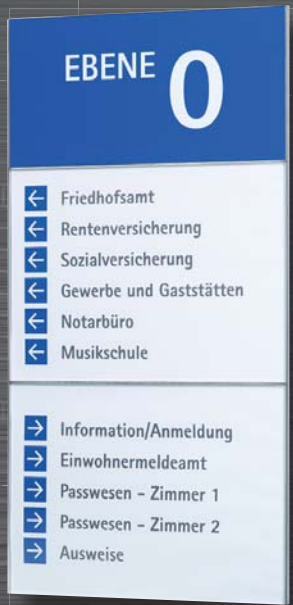 EBENE 0
← Friedhofsamt
← Rentenversicherung
← Sozialversicherung
← Gewerbe und Gaststätten
← Notarbüro
← Musikschule
→ Information/Anmeldung
→ Einwohnermeldeamt
→ Passwesen - Zimmer 1
→ Passwesen - Zimmer 2
→ Ausweise